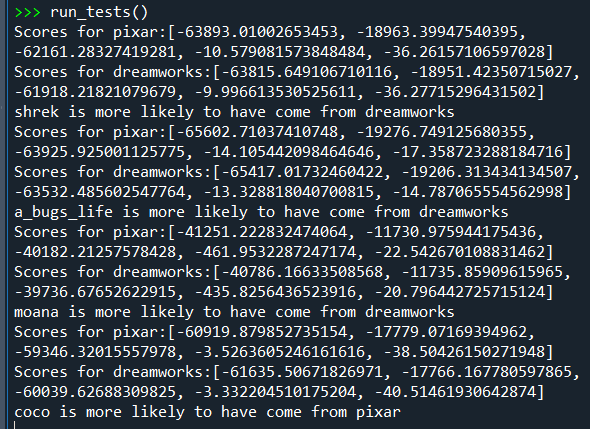 >>> run_tests()
Scores for pixar:[-63893.01002653453, -18963.39947540395,
-62161.28327419281, -10.579081573848484, -36.26157106597028]
Scores for dreamworks:[-63815.649106710116, -18951.42350715027,
-61918.21821079679, -9.996613530525611, -36.27715296431502]
shrek is more likely to have come from dreamworks
Scores for pixar:[-65602.71037410748, -19276.749125680355,
-63925.925001125775, -14.105442098464646, -17.358723288184716]
Scores for dreamworks:[-65417.01732460422, -19206.313434134507,
-63532.485602547764, -13.328818040700815, -14.787065554562998]
a_bugs_life is more likely to have come from dreamworks
Scores for pixar:[-41251.222832474064, -11730.975944175436,
-40182.21257578428, -461.9532287247174, -22.542670108831462]
Scores for dreamworks:[-40786.16633508568, -11735.85909615965,
-39736.67652622915, -435.8256436523916, -20.796442725715124]
moana is more likely to have come from dreamworks
Scores for pixar:[-60919.879852735154, -17779.07169394962,
-59346.32015557978, -3.5263605246161616, -38.50426150271948]
Scores for dreamworks:[-61635.50671826971, -17766.167780597865,
-60039.62688309825, -3.332204510175204, -40.51461930642874]
coco is more likely to have come from pixar